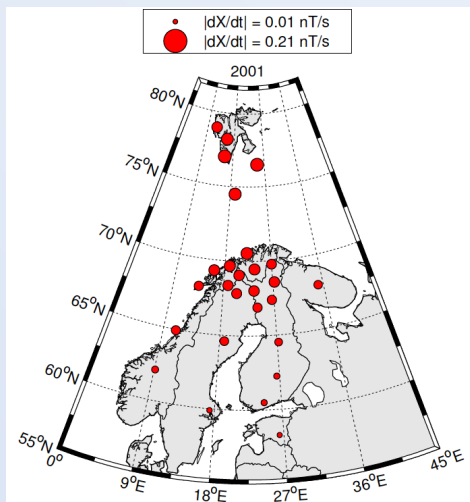 |dX/dt| = 0.01 nT/s
|dX/dt| = 0.21 nT/s
2001
80°N
75°N
70°N
65°N
60°N
55°N
0°
9°E
18°E
27°E
36°E
45°E